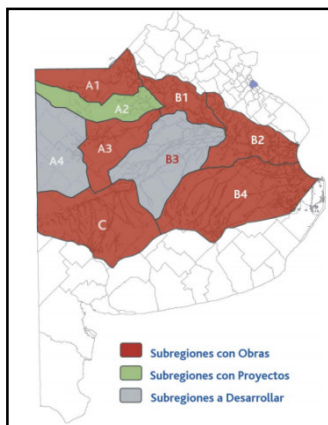 A1
A2
B1
A3
B2
A4
B3
B4
C
Subregiones con Obras
Subregiones con Proyectos
Subregiones a Desarrollar